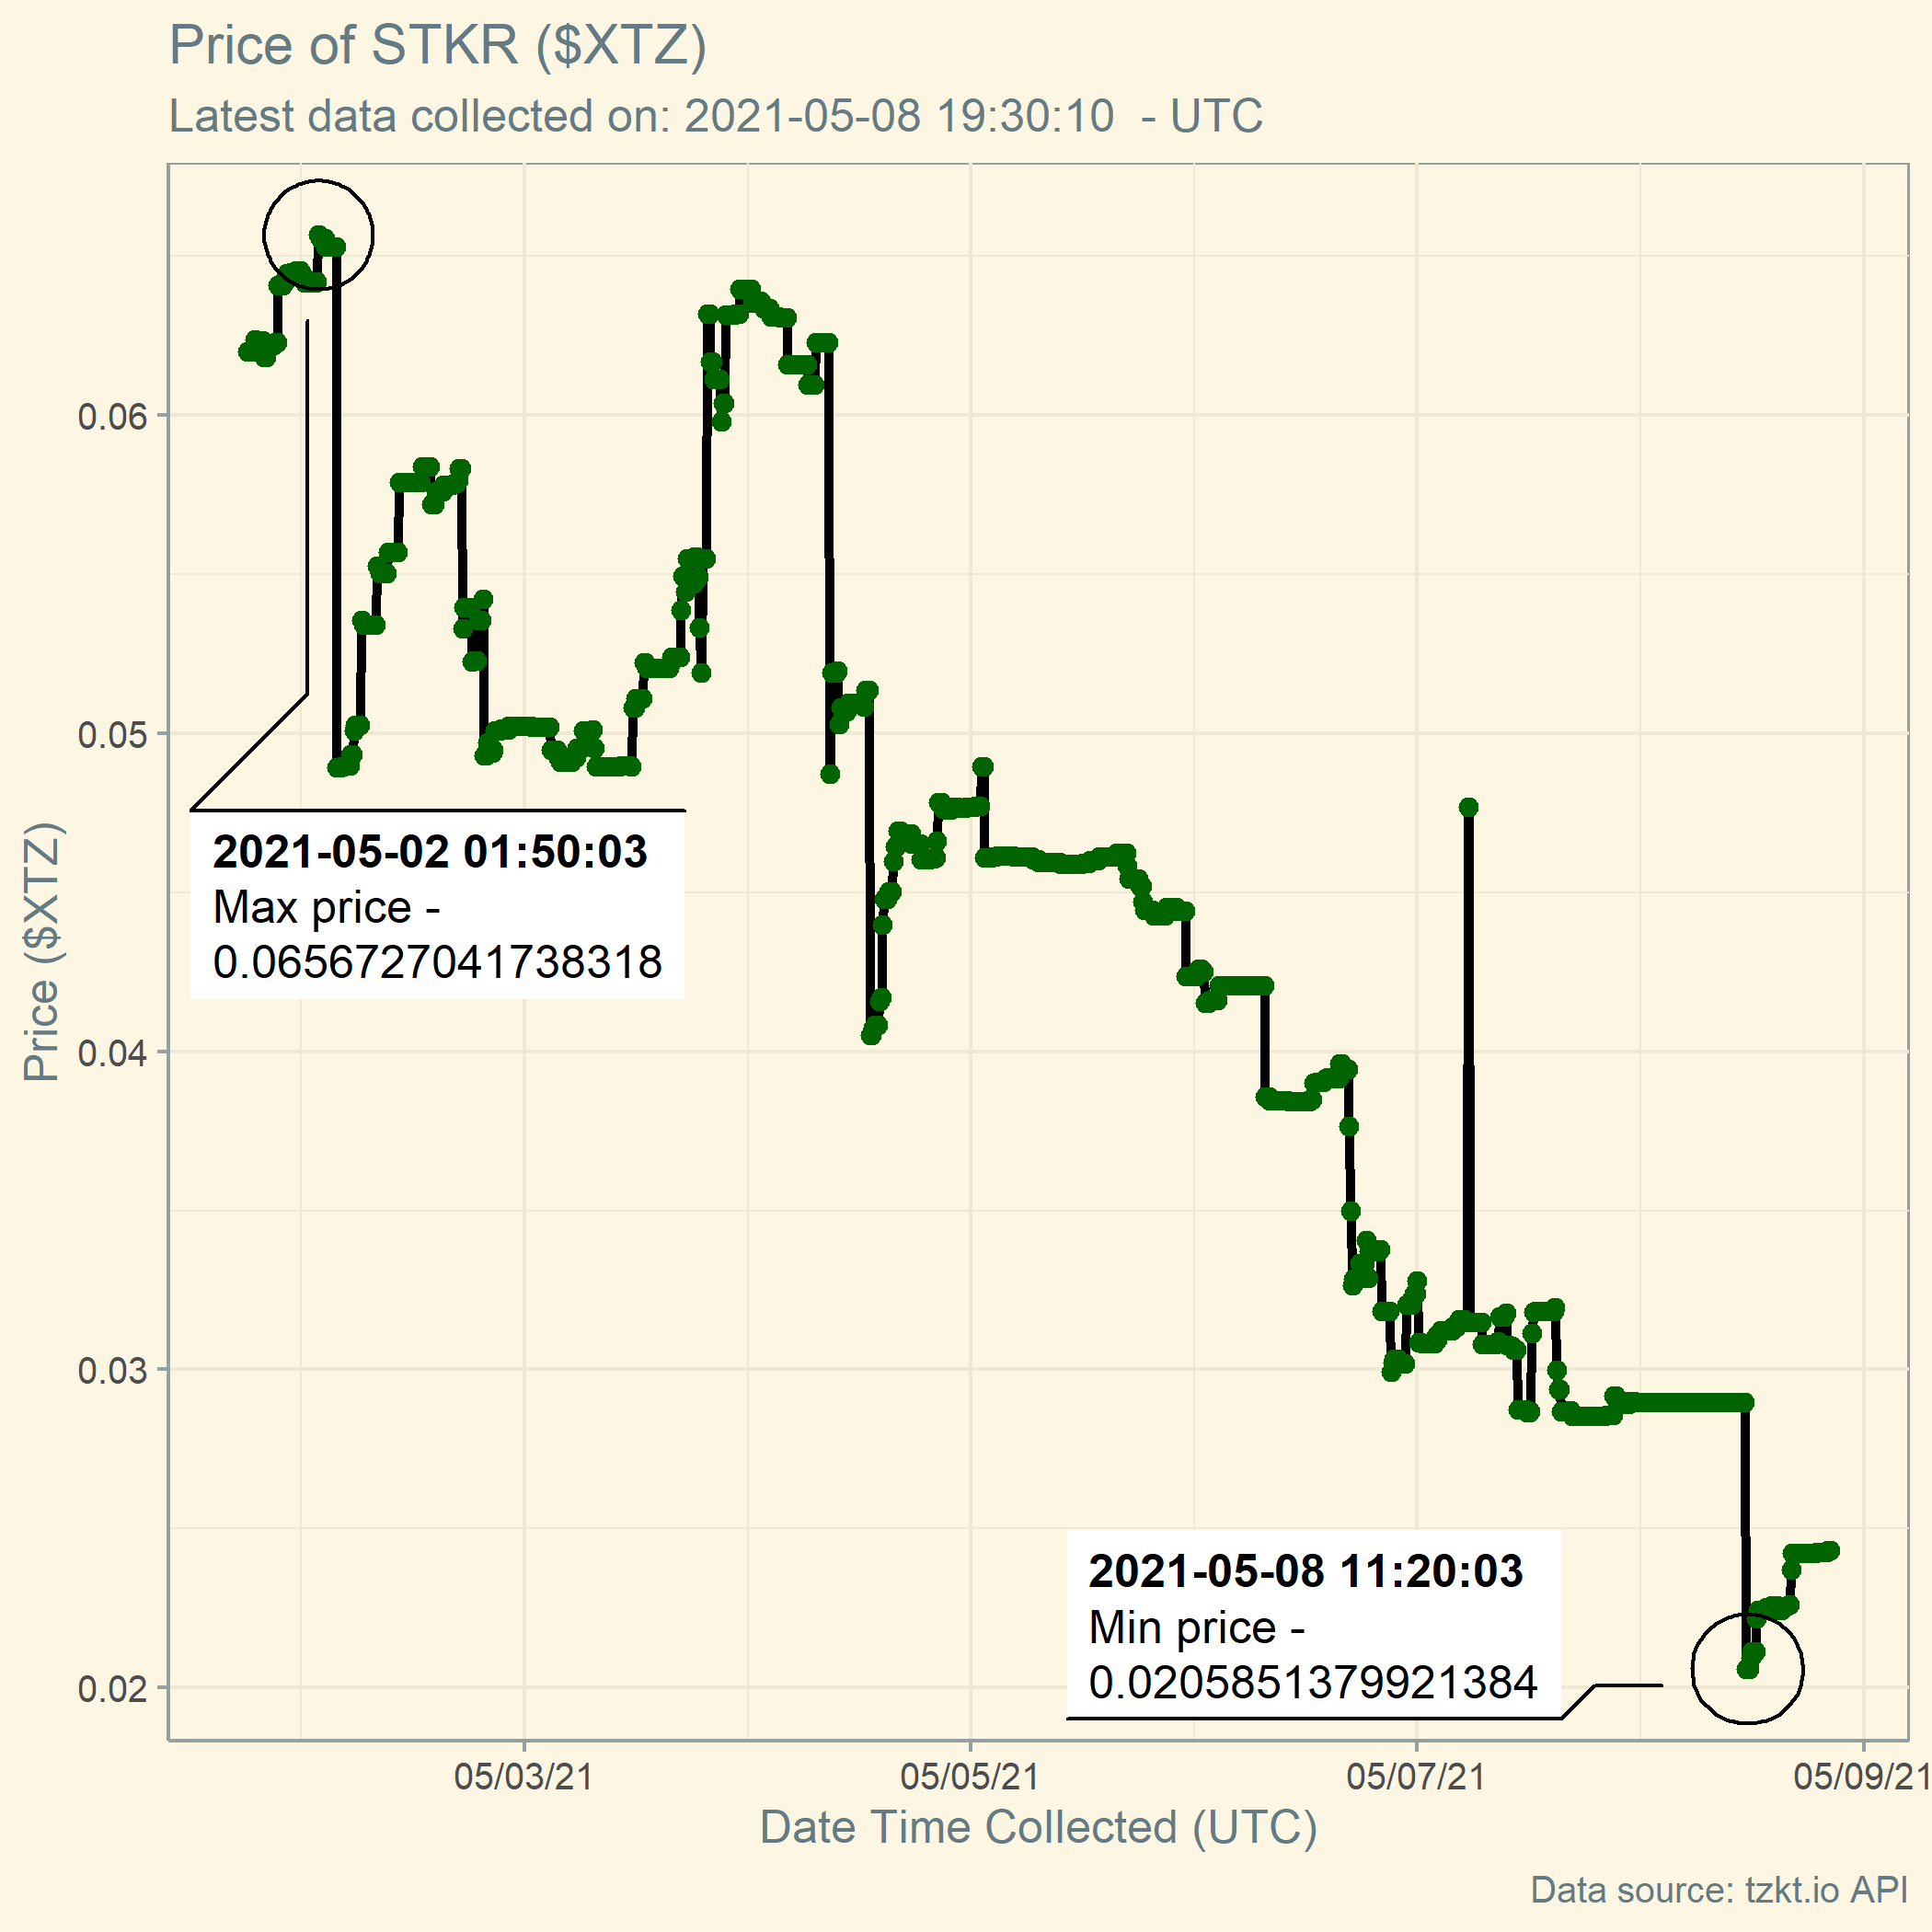 Price of STKR ($XTZ)
Latest data collected on: 2021-05-08 19:30:10  - UTC
Price ($XTZ)
0.06
0.05
0.04
0.03
0.02
2021-05-02 01:50:03
Max price -
0.0656727041738318
2021-05-08 11:20:03
Min price -
0.0205851379921384
05/03/21
05/05/21
05/07/21
05/09/21
Date Time Collected (UTC)
Data source: tzkt.io API